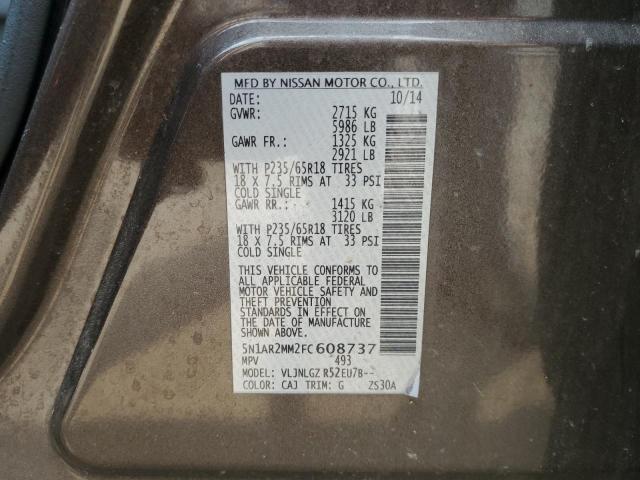 MFD BY NISSAN MOTOR CO., LTD.
DATE: 10/14
GVWR: 2715 KG
5986 LB
GAWR FR.: 1325 KG
2921 LB
WITH P235/65R18 TIRES
18 X 7.5 RIMS AT 33 PSI
COLD SINGLE
GAWR RR.: 1415 KG
3120 LB
WITH P235/65R18 TIRES
18 X 7.5 RIMS AT 33 PSI
COLD SINGLE
THIS VEHICLE CONFORMS TO
ALL APPLICABLE FEDERAL
MOTOR VEHICLE SAFETY AND
THEFT PREVENTION
STANDARDS IN EFFECT ON
THE DATE OF MANUFACTURE
SHOWN ABOVE.
5N1AR2MM2FC608737
MPV 493
MODEL: VLJNLGZ R52EU7B--
COLOR: CAJ TRIM: G ZS30A